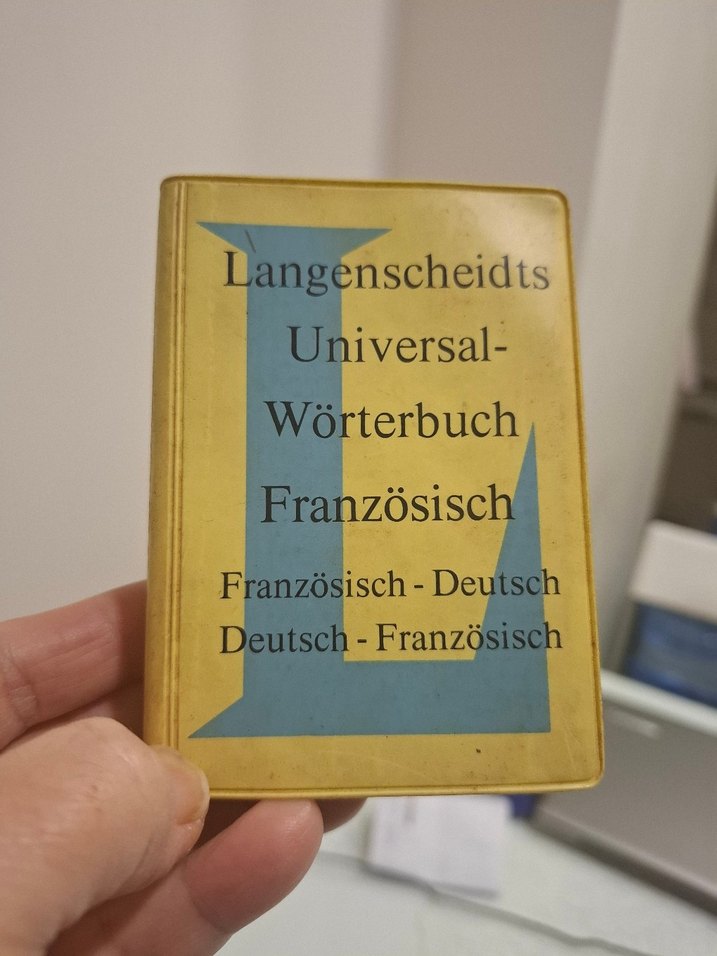 Langenscheidts
Universal-
Wörterbuch
Französisch
Französisch - Deutsch
Deutsch - Französisch